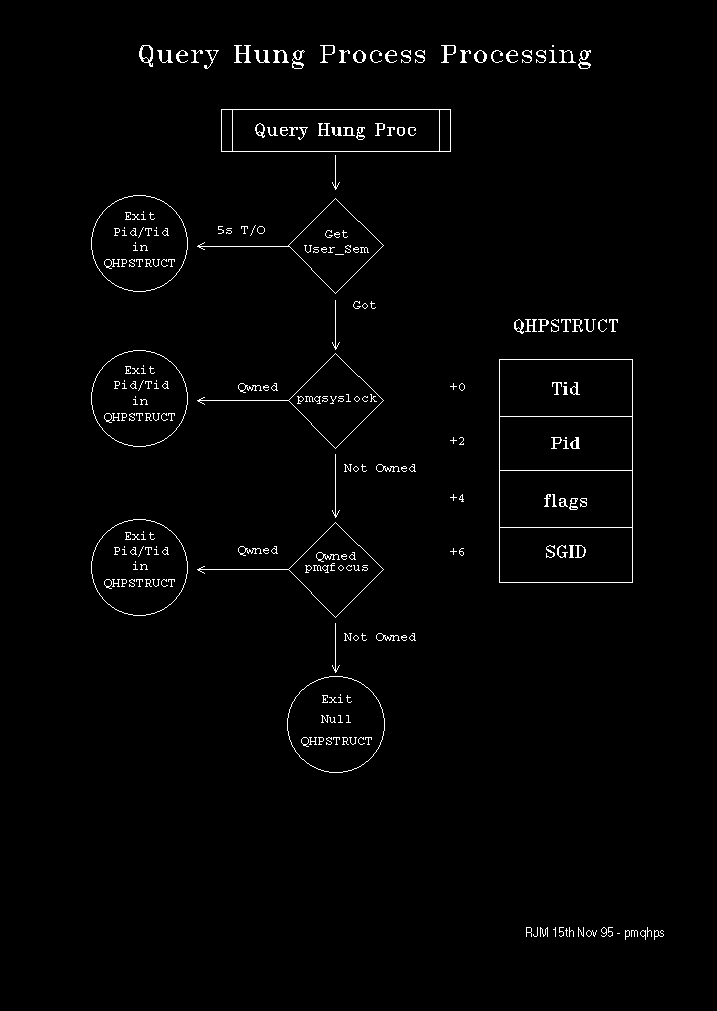 Query Hung Process Processing
Query Hung Proc
Exit
Pid/Tid
in
QHPSTRUCT
5s T/O
Get
User_Sem
Got
QHPSTRUCT
Exit
Pid/Tid
in
QHPSTRUCT
Qwned
pmqsyslock
+0
Tid
+2
Pid
Not Owned
+4
flags
Exit
Pid/Tid
in
QHPSTRUCT
Qwned
Qwned
pmqfocus
+6
SGID
Not Owned
Exit
Null
QHPSTRUCT
RJM 15th Nov 95 - pmqhps